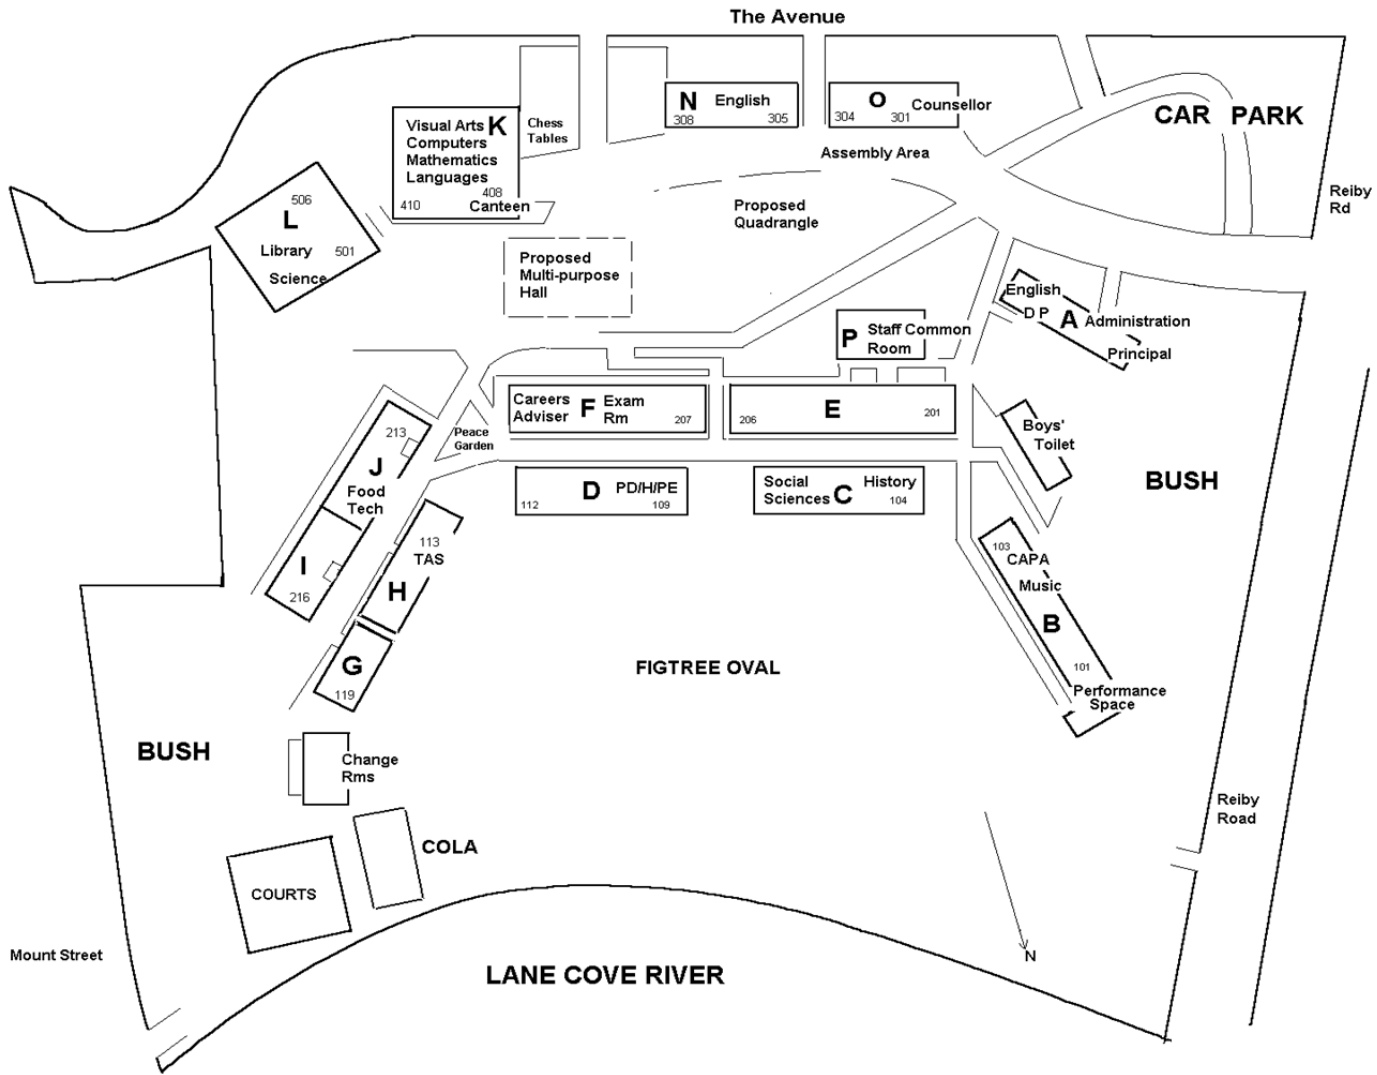 The Avenue
N English
308 305
O Counsellor
304 301
CAR PARK
Visual Arts K
Computers
Mathematics
Languages
408
410 Canteen
Chess
Tables
Assembly Area
Reiby
Rd
506
L
Library 501
Science
Proposed
Quadrangle
Proposed
Multi-purpose
Hall
English
D P A Administration
Principal
P Staff Common
Room
Careers
Adviser F Exam
Rm 207
E
206 201
Boys'
Toilet
BUSH
Peace
Garden
213
J
Food
Tech
I
216
D PD/H/PE
112 109
Social
Sciences C History
104
113
TAS
H
G
119
103
CAPA
Music
B
101
Performance
Space
FIGTREE OVAL
BUSH
Change
Rms
COLA
COURTS
Reiby
Road
N
Mount Street
LANE COVE RIVER